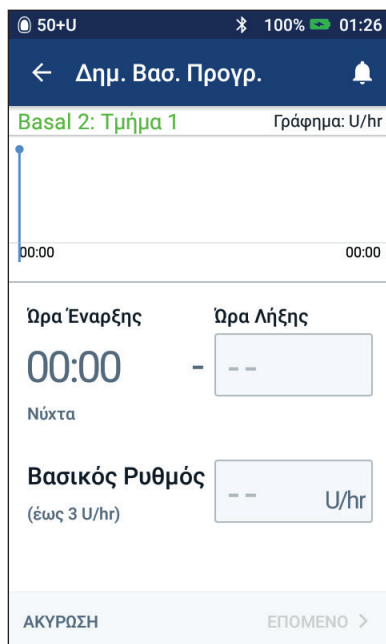 50+U 100% 01:26
← Δημ. Βασ. Προγρ.
Basal 2: Τμήμα 1 Γράφημα: U/hr
00:00 00:00
Ώρα Έναρξης Ώρα Λήξης
00:00 - --
Νύχτα
Βασικός Ρυθμός -- U/hr
(έως 3 U/hr)
ΑΚΥΡΩΣΗ ΕΠΟΜΕΝΟ >